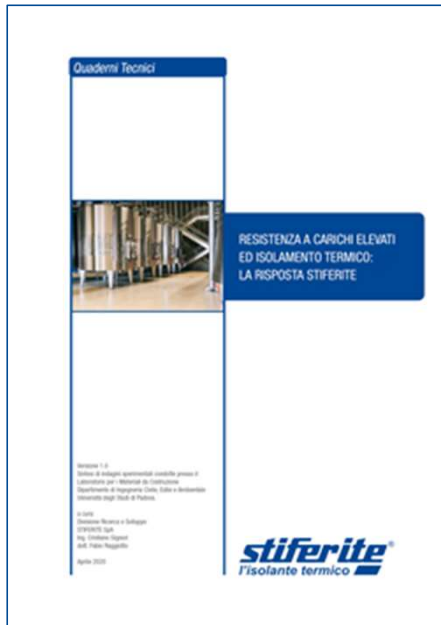 Quaderni Tecnici
RESISTENZA A CARICHI ELEVATI
ED ISOLAMENTO TERMICO:
LA RISPOSTA STIFERITE
Versione 1.0
Sintesi di indagini sperimentali condotte presso il
Laboratorio per i Materiali da Costruzione
Dipartimento di Ingegneria Civile, Edile e Ambientale
Università degli Studi di Padova.
a cura
Divisione Ricerca e Sviluppo
STIFERITE SpA
Ing. Cristiano Signori
dott. Fabio Raggiotto
Aprile 2020
stiferite®
l'isolante termico